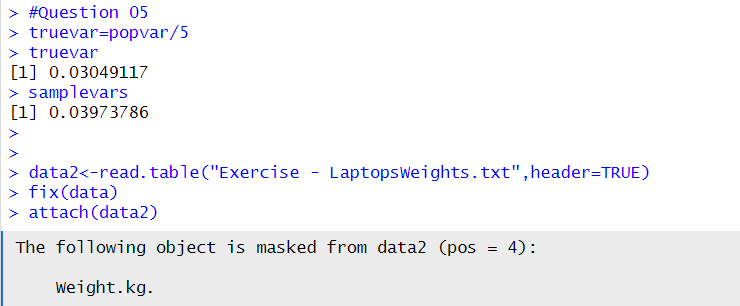 > #Question 05
> truevar=popvar/5
> truevar
[1] 0.03049117
> samplevars
[1] 0.03973786
>
>
> data2<-read.table("Exercise - LaptopsWeights.txt",header=TRUE)
> fix(data)
> attach(data2)
The following object is masked from data2 (pos = 4):
Weight.kg.